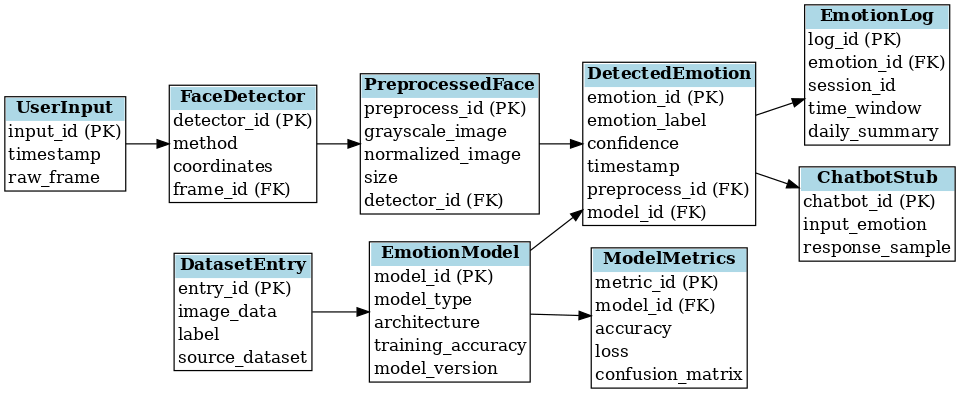 UserInput
input_id (PK)
timestamp
raw_frame
FaceDetector
detector_id (PK)
method
coordinates
frame_id (FK)
PreprocessedFace
preprocess_id (PK)
grayscale_image
normalized_image
size
detector_id (FK)
DetectedEmotion
emotion_id (PK)
emotion_label
confidence
timestamp
preprocess_id (FK)
model_id (FK)
EmotionLog
log_id (PK)
emotion_id (FK)
session_id
time_window
daily_summary
ChatbotStub
chatbot_id (PK)
input_emotion
response_sample
DatasetEntry
entry_id (PK)
image_data
label
source_dataset
EmotionModel
model_id (PK)
model_type
architecture
training_accuracy
model_version
ModelMetrics
metric_id (PK)
model_id (FK)
accuracy
loss
confusion_matrix